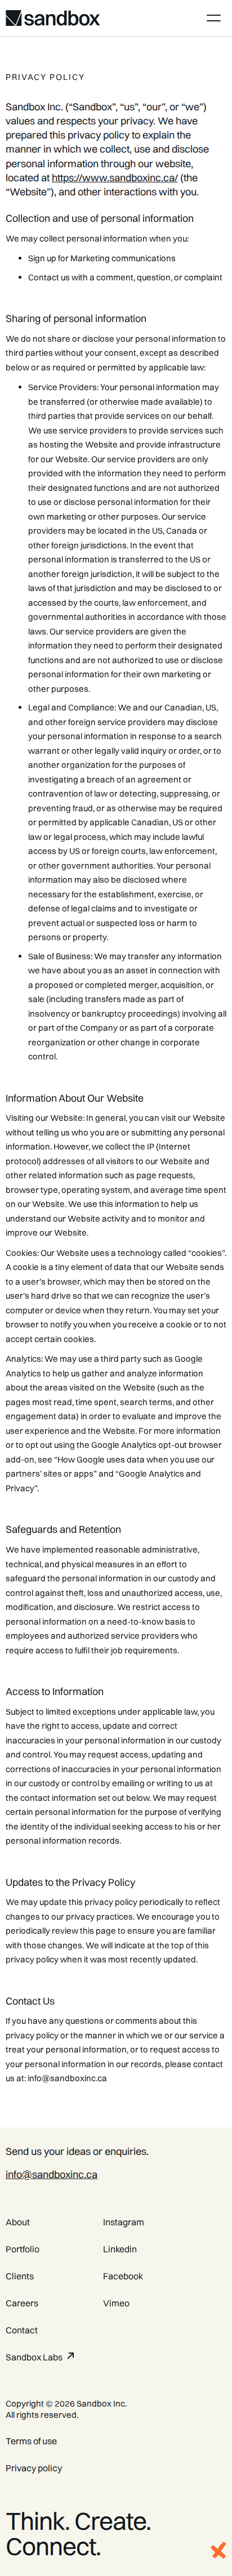 sandbox
PRIVACY POLICY
Sandbox Inc. (“Sandbox”, “us”, “our”, or “we”)
values and respects your privacy. We have
prepared this privacy policy to explain the
manner in which we collect, use and disclose
personal information through our website,
located at https://www.sandboxinc.ca/ (the
“Website”), and other interactions with you.
Collection and use of personal information
We may collect personal information when you:
Sign up for Marketing communications
Contact us with a comment, question, or complaint
Sharing of personal information
We do not share or disclose your personal information to
third parties without your consent, except as described
below or as required or permitted by applicable law:
Service Providers: Your personal information may
be transferred (or otherwise made available) to
third parties that provide services on our behalf.
We use service providers to provide services such
as hosting the Website and provide infrastructure
for our Website. Our service providers are only
provided with the information they need to perform
their designated functions and are not authorized
to use or disclose personal information for their
own marketing or other purposes. Our service
providers may be located in the US, Canada or
other foreign jurisdictions. In the event that
personal information is transferred to the US or
another foreign jurisdiction, it will be subject to the
laws of that jurisdiction and may be disclosed to or
accessed by the courts, law enforcement, and
governmental authorities in accordance with those
laws. Our service providers are given the
information they need to perform their designated
functions and are not authorized to use or disclose
personal information for their own marketing or
other purposes.
Legal and Compliance: We and our Canadian, US,
and other foreign service providers may disclose
your personal information in response to a search
warrant or other legally valid inquiry or order, or to
another organization for the purposes of
investigating a breach of an agreement or
contravention of law or detecting, suppressing, or
preventing fraud, or as otherwise may be required
or permitted by applicable Canadian, US or other
law or legal process, which may include lawful
access by US or foreign courts, law enforcement,
or other government authorities. Your personal
information may also be disclosed where
necessary for the establishment, exercise, or
defense of legal claims and to investigate or
prevent actual or suspected loss or harm to
persons or property.
Sale of Business: We may transfer any information
we have about you as an asset in connection with
a proposed or completed merger, acquisition, or
sale (including transfers made as part of
insolvency or bankruptcy proceedings) involving all
or part of the Company or as part of a corporate
reorganization or other change in corporate
control.
Information About Our Website
Visiting our Website: In general, you can visit our Website
without telling us who you are or submitting any personal
information. However, we collect the IP (Internet
protocol) addresses of all visitors to our Website and
other related information such as page requests,
browser type, operating system, and average time spent
on our Website. We use this information to help us
understand our Website activity and to monitor and
improve our Website.
Cookies: Our Website uses a technology called “cookies”.
A cookie is a tiny element of data that our Website sends
to a user’s browser, which may then be stored on the
user’s hard drive so that we can recognize the user’s
computer or device when they return. You may set your
browser to notify you when you receive a cookie or to not
accept certain cookies.
Analytics: We may use a third party such as Google
Analytics to help us gather and analyze information
about the areas visited on the Website (such as the
pages most read, time spent, search terms, and other
engagement data) in order to evaluate and improve the
user experience and the Website. For more information
or to opt out using the Google Analytics opt-out browser
add-on, see “How Google uses data when you use our
partners’ sites or apps” and “Google Analytics and
Privacy”.
Safeguards and Retention
We have implemented reasonable administrative,
technical, and physical measures in an effort to
safeguard the personal information in our custody and
control against theft, loss and unauthorized access, use,
modification, and disclosure. We restrict access to
personal information on a need-to-know basis to
employees and authorized service providers who
require access to fulfil their job requirements.
Access to Information
Subject to limited exceptions under applicable law, you
have the right to access, update and correct
inaccuracies in your personal information in our custody
and control. You may request access, updating and
corrections of inaccuracies in your personal information
in our custody or control by emailing or writing to us at
the contact information set out below. We may request
certain personal information for the purpose of verifying
the identity of the individual seeking access to his or her
personal information records.
Updates to the Privacy Policy
We may update this privacy policy periodically to reflect
changes to our privacy practices. We encourage you to
periodically review this page to ensure you are familiar
with those changes. We will indicate at the top of this
privacy policy when it was most recently updated.
Contact Us
If you have any questions or comments about this
privacy policy or the manner in which we or our service a
treat your personal information, or to request access to
your personal information in our records, please contact
us at: info@sandboxinc.ca
Send us your ideas or enquiries.
info@sandboxinc.ca
About
Instagram
Portfolio
Linkedin
Clients
Facebook
Careers
Vimeo
Contact
Sandbox Labs
Copyright © 2026 Sandbox Inc.
All rights reserved.
Terms of use
Privacy policy
Think. Create.
Connect.